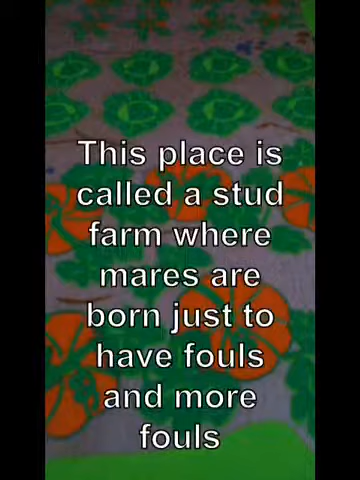 This place is
called a stud
farm where
mares are
born just to
have fouls
and more
fouls